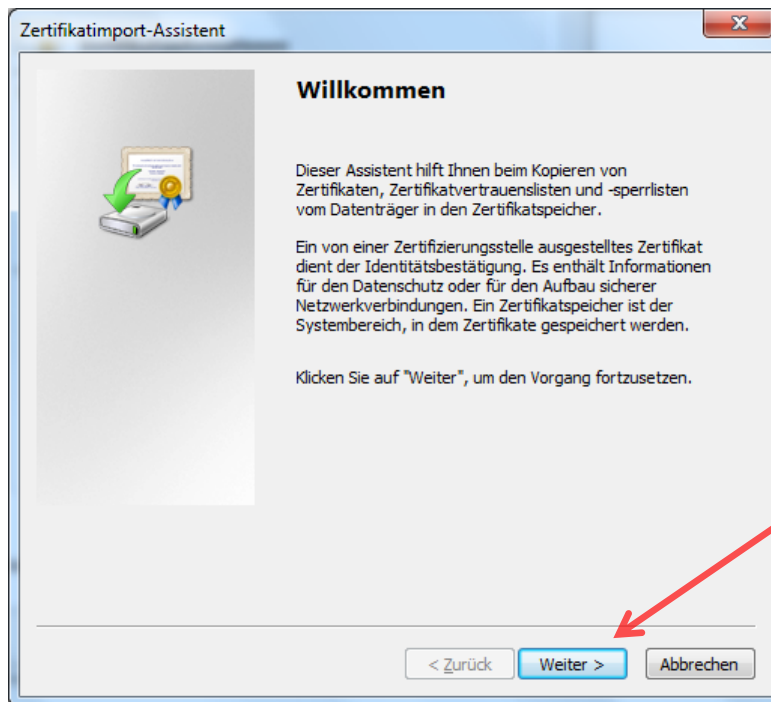 Zertifikatimport-Assistent
Willkommen
Dieser Assistent hilft Ihnen beim Kopieren von
Zertifikaten, Zertifikatvertrauenslisten und -sperrlisten
vom Datenträger in den Zertifikatspeicher.
Ein von einer Zertifizierungsstelle ausgestelltes Zertifikat
dient der Identitätsbestätigung. Es enthält Informationen
für den Datenschutz oder für den Aufbau sicherer
Netzwerkverbindungen. Ein Zertifikatspeicher ist der
Systembereich, in dem Zertifikate gespeichert werden.
Klicken Sie auf "Weiter", um den Vorgang fortzusetzen.
< Zurück Weiter > Abbrechen